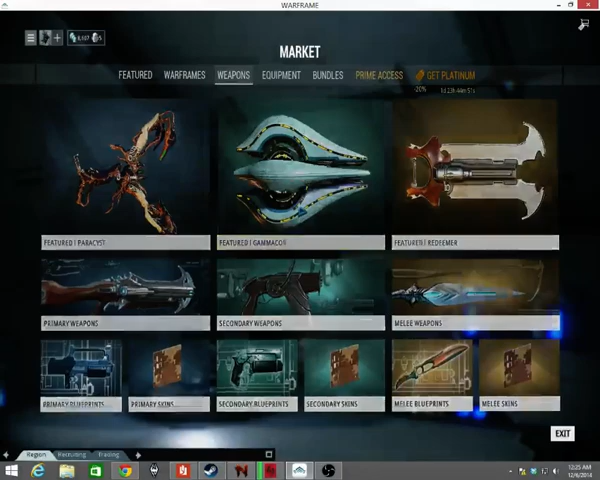 WARFRAME
MARKET
FEATURED WARFRAMES WEAPONS EQUIPMENT BUNDLES PRIME ACCESS GET PLATINUM
-20%
FEATURED | PARACYST
FEATURED | GAMMACOR
FEATURED | REDEEMER
PRIMARY WEAPONS
SECONDARY WEAPONS
MELEE WEAPONS
PRIMARY BLUEPRINTS
PRIMARY SKINS
SECONDARY BLUEPRINTS
SECONDARY SKINS
MELEE BLUEPRINTS
MELEE SKINS
EXIT
Region Recruiting Trading
12:25 AM
12/6/2014